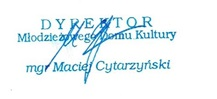 DYREKTOR
Młodzieżowego Domu Kultury
mgr Maciej Cytarzyński